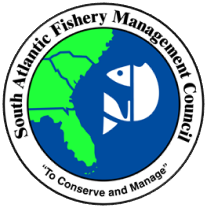 South Atlantic Fishery Management Council
"To Conserve and Manage"